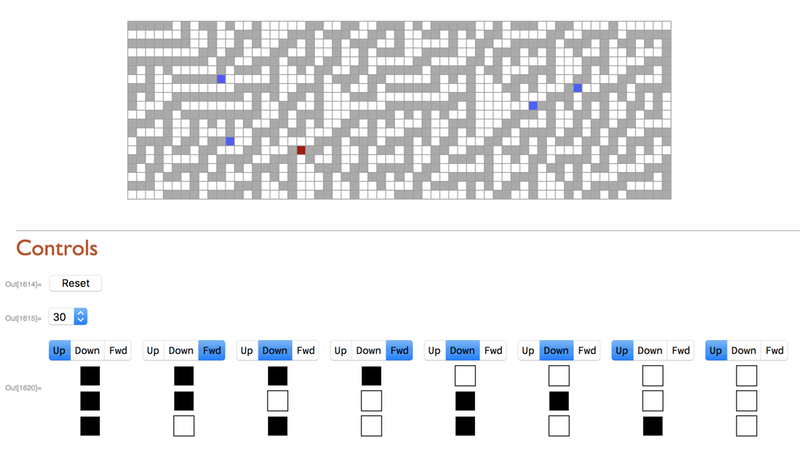 Controls
Out[1614]= Reset
Out[1615]= 30
Up Down Fwd Up Down Fwd Up Down Fwd Up Down Fwd Up Down Fwd Up Down Fwd Up Down Fwd Up Down Fwd
Out[1620]=